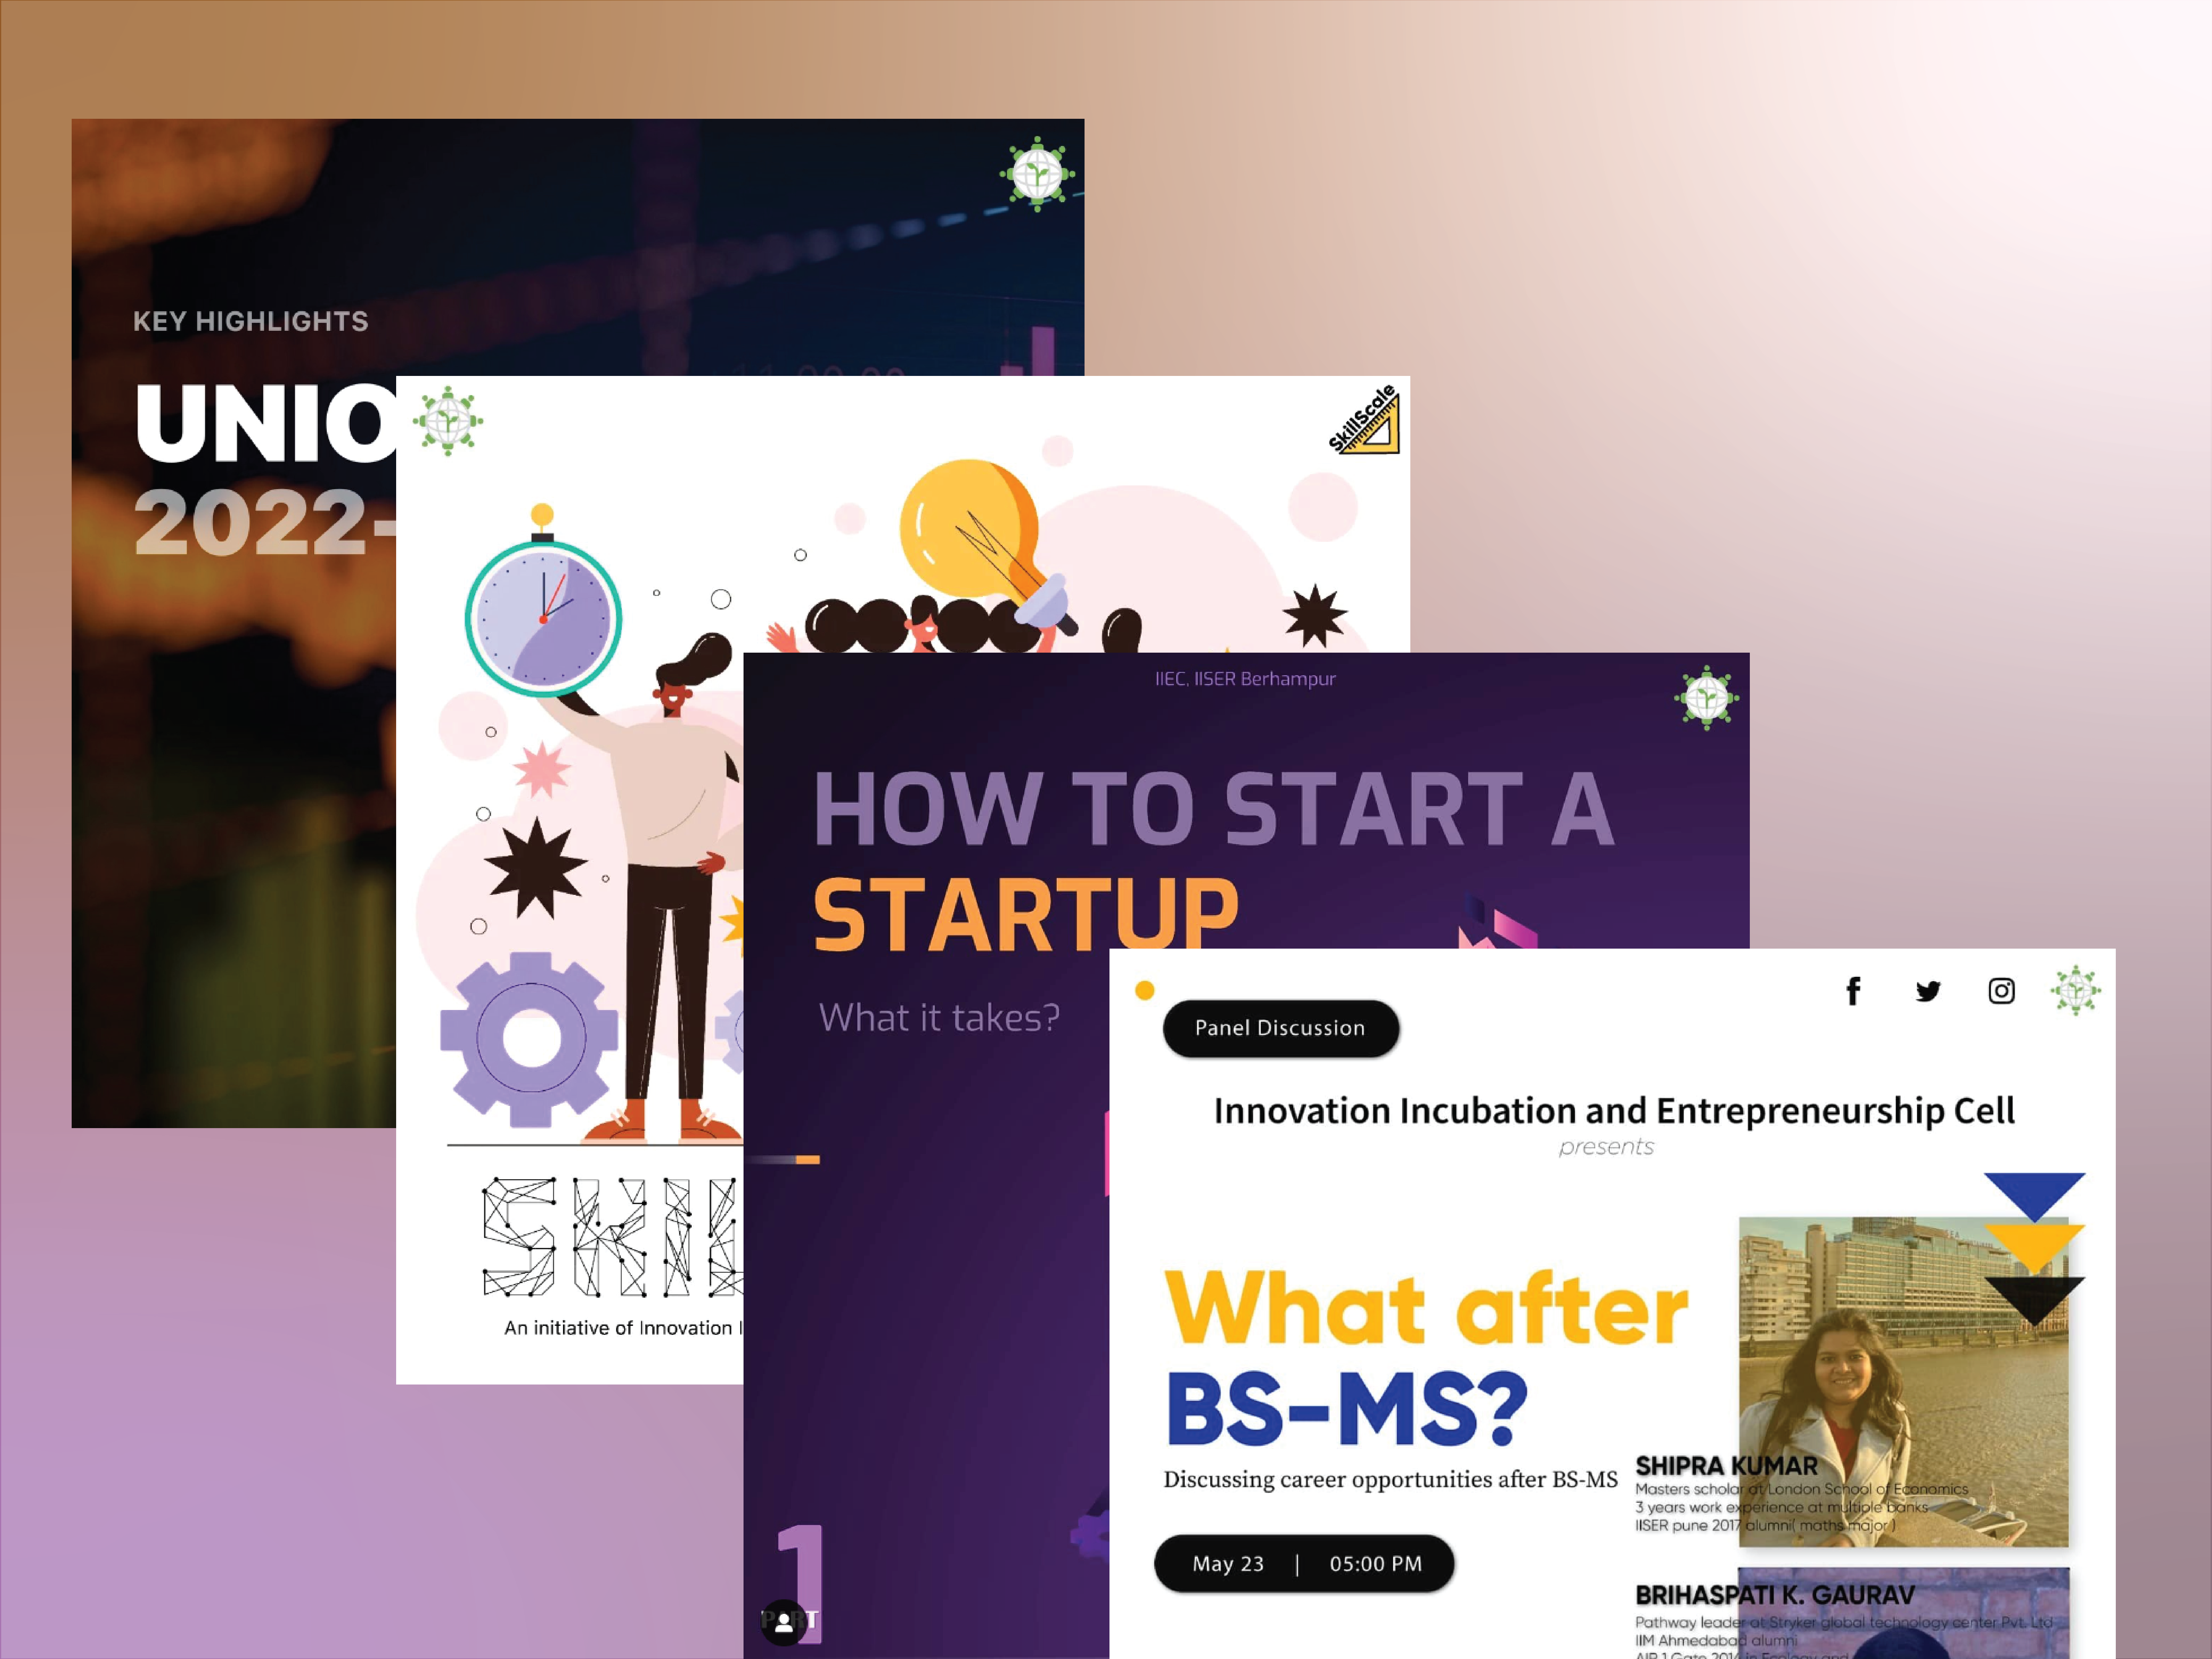 KEY HIGHLIGHTS
UNIO
2022-
SkillScale
SKIL
An initiative of Innovation I
IIEC, IISER Berhampur
HOW TO START A
STARTUP
What it takes?
1
PART
Panel Discussion
Innovation Incubation and Entrepreneurship Cell
presents
What after
BS-MS?
Discussing career opportunities after BS-MS
May 23 | 05:00 PM
SHIPRA KUMAR
Masters scholar at London School of Economics
3 years work experience at multiple banks
IISER pune 2017 alumni( maths major )
BRIHASPATI K. GAURAV
Pathway leader at Stryker global technology center Pvt. Ltd
IIM Ahmedabad alumni